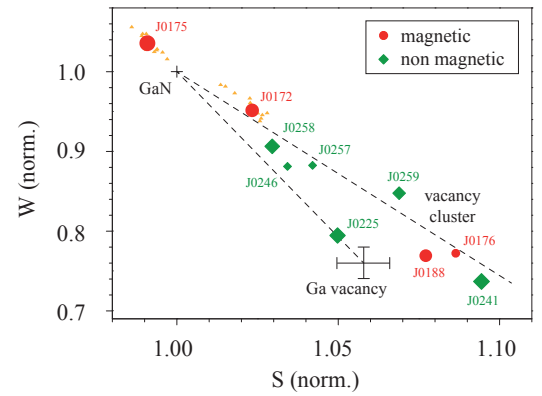 J0175
magnetic
non magnetic
1.0
GaN
J0172
J0258
J0257
0.9
W (norm.)
J0246
J0259
vacancy
cluster
0.8
J0225
J0176
Ga vacancy
J0188
J0241
0.7
1.00
1.05
1.10
S (norm.)